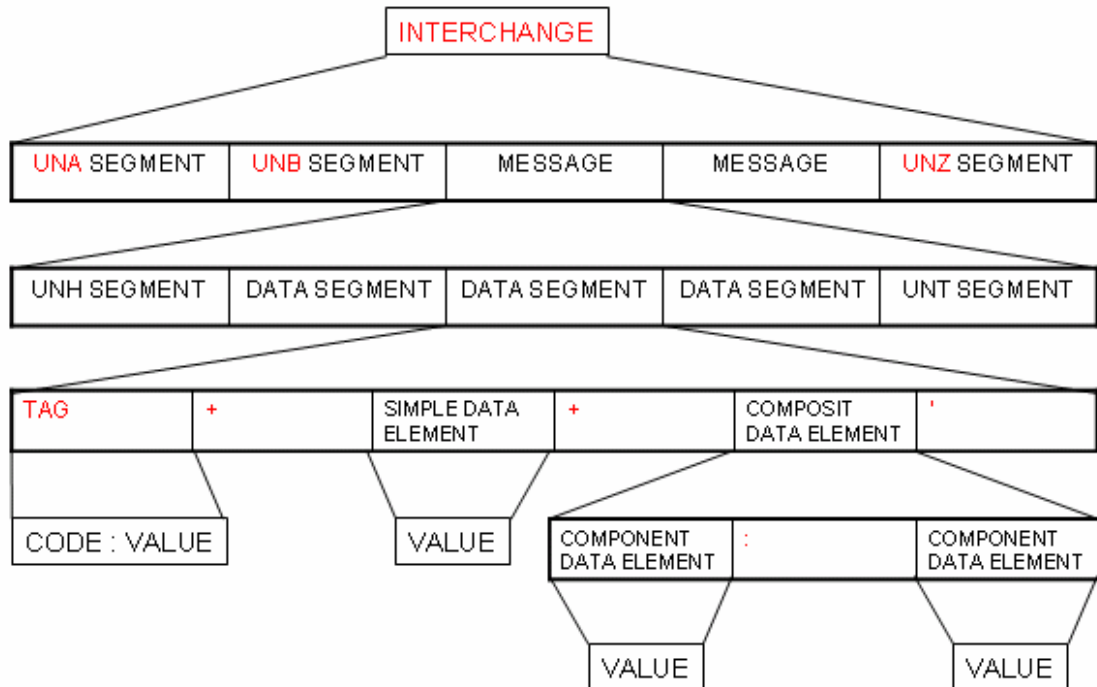 INTERCHANGE
UNA SEGMENT
UNB SEGMENT
MESSAGE
MESSAGE
UNZ SEGMENT
UNH SEGMENT
DATA SEGMENT
DATA SEGMENT
DATA SEGMENT
UNT SEGMENT
TAG
+
SIMPLE DATA
ELEMENT
+
COMPOSIT
DATA ELEMENT
'
CODE : VALUE
VALUE
COMPONENT
DATA ELEMENT
:
COMPONENT
DATA ELEMENT
VALUE
VALUE